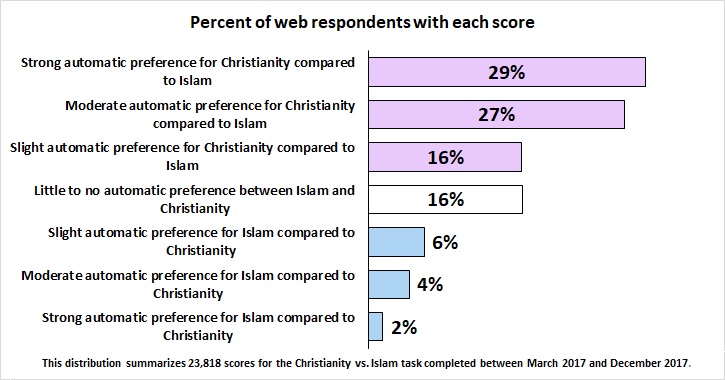 Percent of web respondents with each score
Strong automatic preference for Christianity compared
to Islam
29%
Moderate automatic preference for Christianity
compared to Islam
27%
Slight automatic preference for Christianity compared to
Islam
16%
Little to no automatic preference between Islam and
Christianity
16%
Slight automatic preference for Islam compared to
Christianity
6%
Moderate automatic preference for Islam compared to
Christianity
4%
Strong automatic preference for Islam compared to
Christianity
2%
This distribution summarizes 23,818 scores for the Christianity vs. Islam task completed between March 2017 and December 2017.